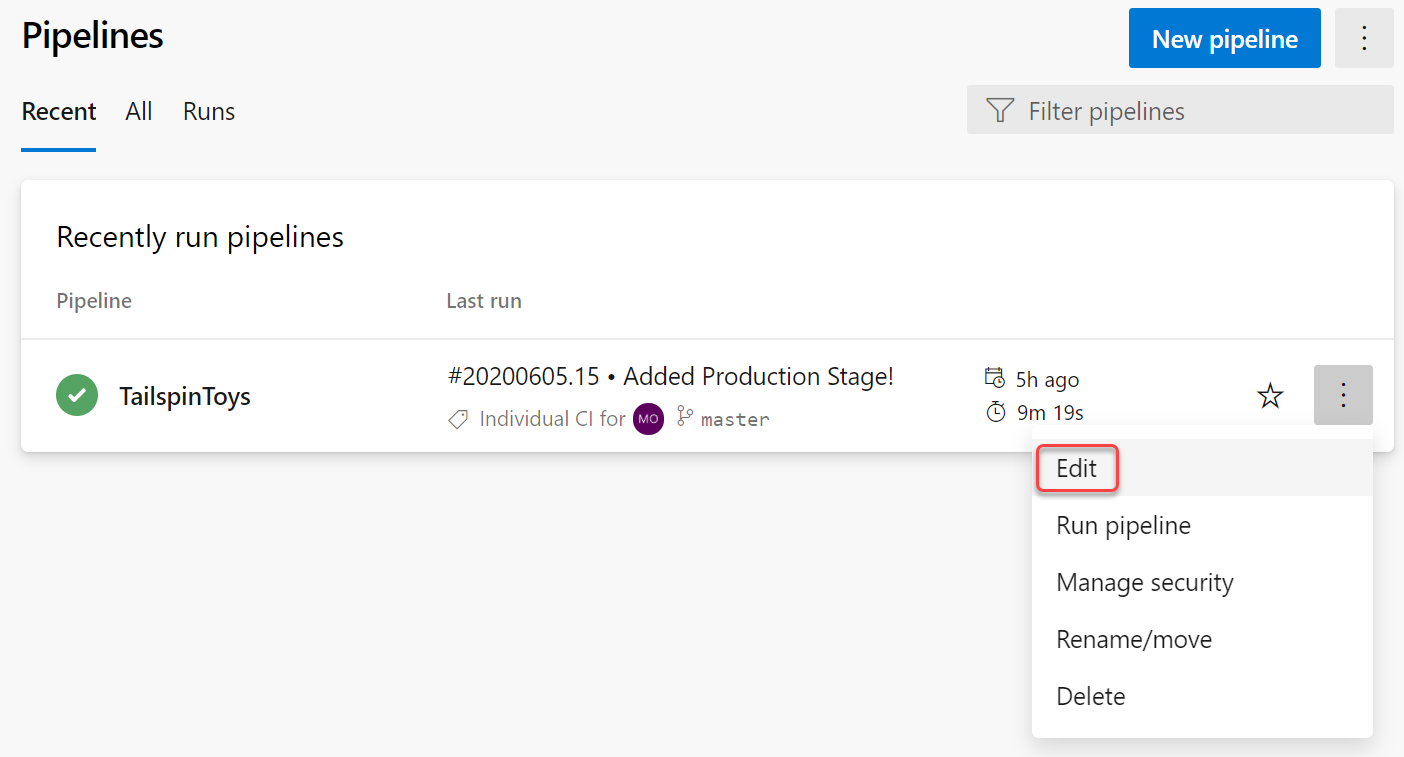 Pipelines
New pipeline
Recent All Runs
Filter pipelines
Recently run pipelines
Pipeline Last run
TailspinToys
#20200605.15 • Added Production Stage!
Individual CI for MO master
5h ago
9m 19s
Edit
Run pipeline
Manage security
Rename/move
Delete